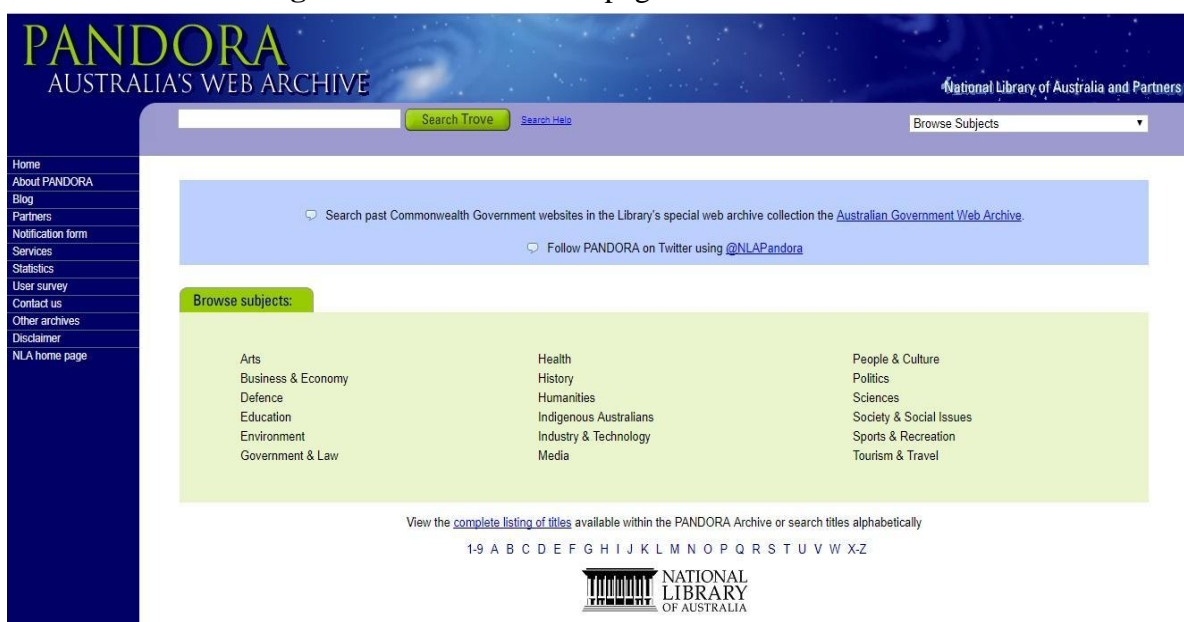 PANDORA
AUSTRALIA'S WEB ARCHIVE
National Library of Australia and Partners
Search Trove Search Help Browse Subjects
Home
About PANDORA
Blog
Partners
Notification form
Services
Statistics
User survey
Contact us
Other archives
Disclaimer
NLA home page
Search past Commonwealth Government websites in the Library's special web archive collection the Australian Government Web Archive.
Follow PANDORA on Twitter using @NLAPandora
Browse subjects:
Arts
Business & Economy
Defence
Education
Environment
Government & Law
Health
History
Humanities
Indigenous Australians
Industry & Technology
Media
People & Culture
Politics
Sciences
Society & Social Issues
Sports & Recreation
Tourism & Travel
View the complete listing of titles available within the PANDORA Archive or search titles alphabetically
1-9 A B C D E F G H I J K L M N O P Q R S T U V W X-Z
NATIONAL
LIBRARY
OF AUSTRALIA